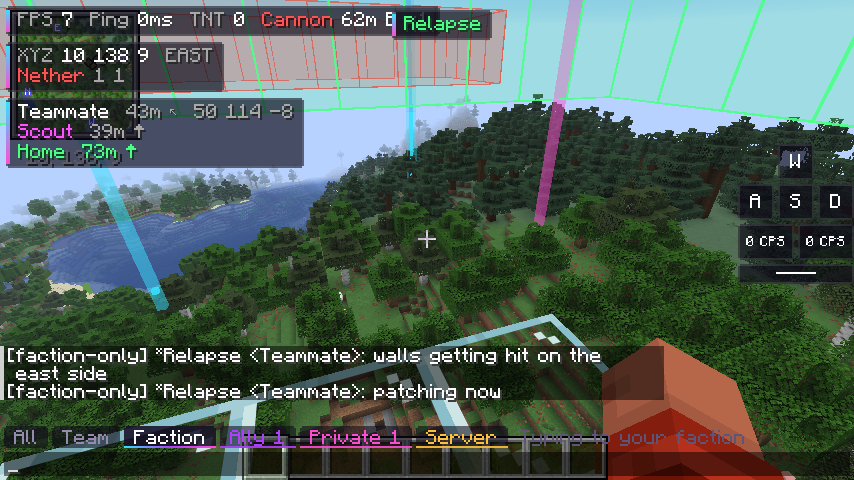 FPS 7 Ping 0ms TNT 0 Cannon 62m E
Relapse
XYZ 10 138 9 EAST
Nether 1 1
Teammate 43m ↖ 50 114 -8
Scout 39m ↑
Home 73m ↑
W
A S D
0 CPS 0 CPS
[faction-only] *Relapse <Teammate>: walls getting hit on the
east side
[faction-only] *Relapse <Teammate>: patching now
All Team Faction Ally 1 Private 1 Server Typing to your faction
_